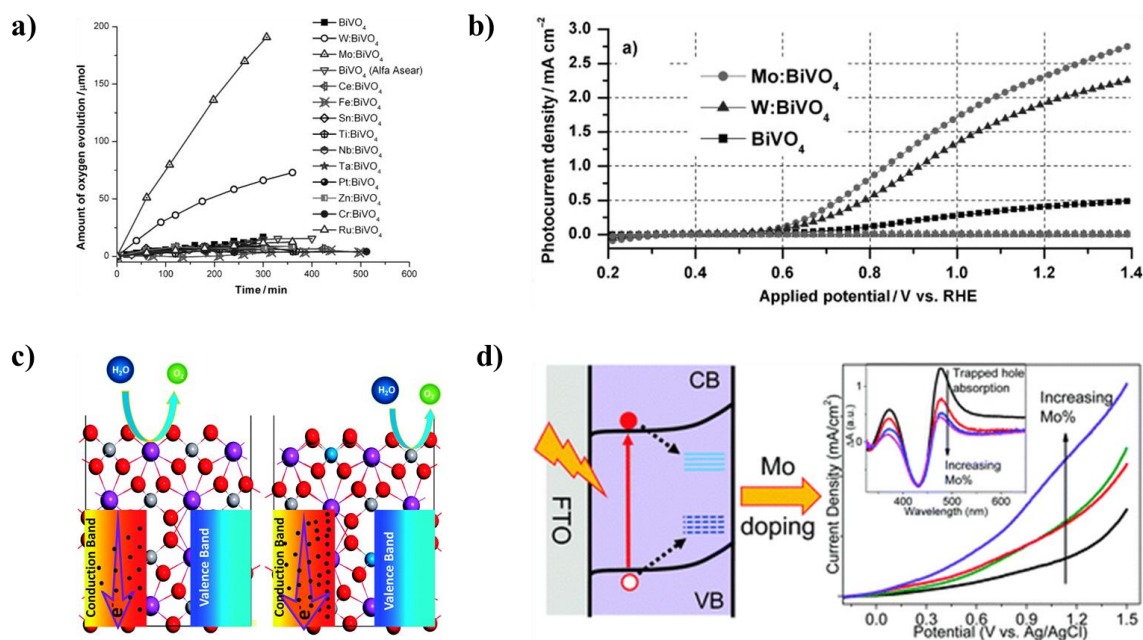 a)
Amount of oxygen evolution/μmol
200
150
100
50
0
0 100 200 300 400 500 600
Time/min
BiVO₄
W:BiVO₄
Mo:BiVO₄
BiVO₄ (Alfa Asear)
Ce:BiVO₄
Fe:BiVO₄
Sn:BiVO₄
Ti:BiVO₄
Nb:BiVO₄
Ta:BiVO₄
Pt:BiVO₄
Zn:BiVO₄
Cr:BiVO₄
Ru:BiVO₄
b)
a)
Photocurrent density/mA cm⁻²
3.0
2.5
2.0
1.5
1.0
0.5
0.0
0.2 0.4 0.6 0.8 1.0 1.2 1.4
Applied potential/V vs. RHE
Mo:BiVO₄
W:BiVO₄
BiVO₄
c)
H₂O
O₂
H₂O
O₂
Conduction Band
e⁻
Valence Band
Conduction Band
e⁻
Valence Band
d)
FTO
CB
VB
Mo
doping
Current Density (mA/cm²)
Potential (V vs, Ag/AgCl)
0.0 0.3 0.6 0.9 1.2 1.5
Increasing
Mo%
ΔA (a.u.)
1
0.0
Trapped hole
absorption
Increasing
Mo%
400 500 600
Wavelength (nm)